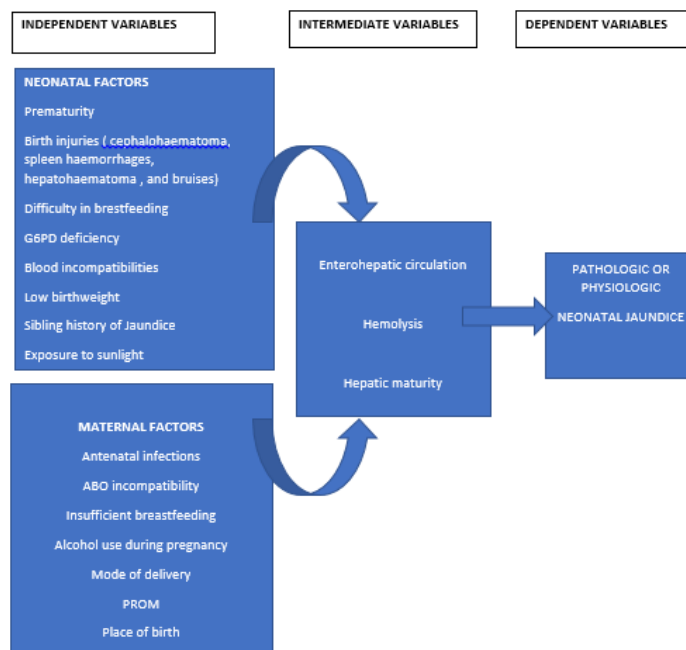 INDEPENDENT VARIABLES
INTERMEDIATE VARIABLES
DEPENDENT VARIABLES
NEONATAL FACTORS
Prematurity
Birth injuries ( cephalohaematoma,
spleen haemorrhages,
hepatohaematoma , and bruises)
Difficulty in brestfeeding
G6PD deficiency
Blood incompatibilities
Low birthweight
Sibling history of Jaundice
Exposure to sunlight
Enterohepatic circulation
Hemolysis
Hepatic maturity
PATHOLOGIC OR
PHYSIOLOGIC
NEONATAL JAUNDICE
MATERNAL FACTORS
Antenatal infections
ABO incompatibility
Insufficient breastfeeding
Alcohol use during pregnancy
Mode of delivery
PROM
Place of birth